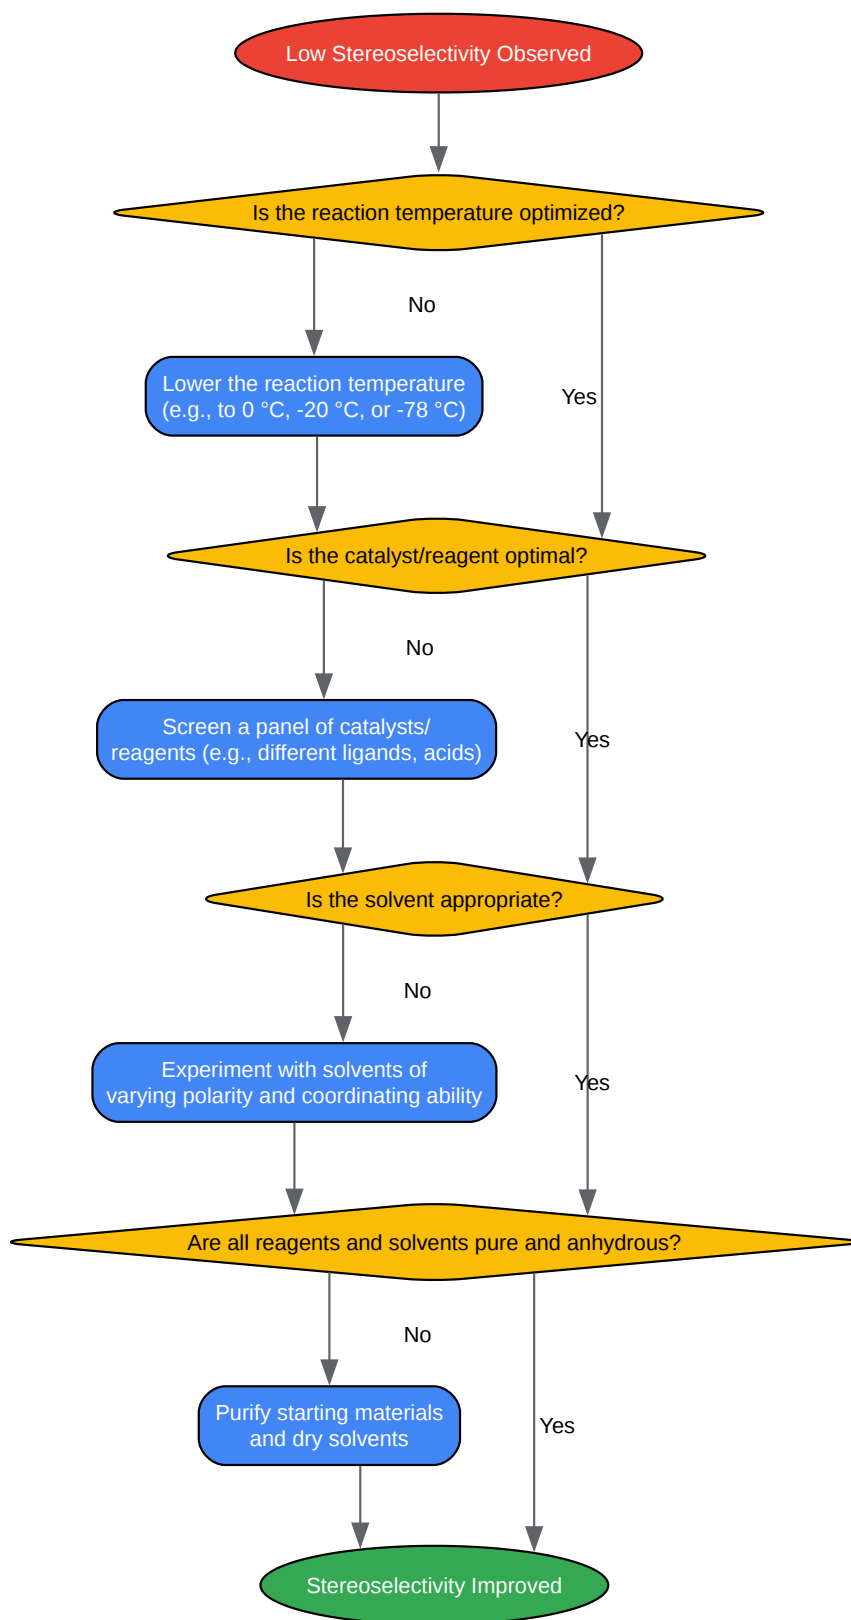 Low Stereoselectivity Observed
Is the reaction temperature optimized?
No
Lower the reaction temperature
(e.g., to 0 °C, -20 °C, or -78 °C)
Yes
Is the catalyst/reagent optimal?
No
Screen a panel of catalysts/
reagents (e.g., different ligands, acids)
Yes
Is the solvent appropriate?
No
Experiment with solvents of
varying polarity and coordinating ability
Yes
Are all reagents and solvents pure and anhydrous?
No
Purify starting materials
and dry solvents
Yes
Stereoselectivity Improved